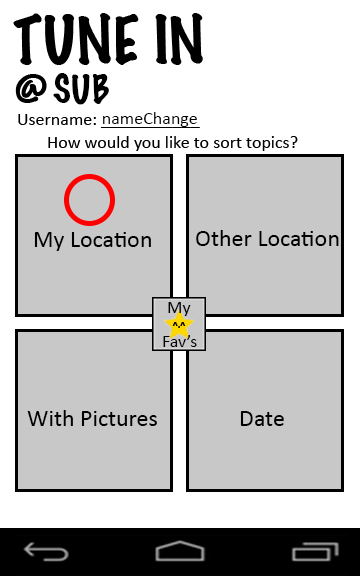 TUNE IN
@ SUB
Username: nameChange
How would you like to sort topics?
My Location
Other Location
My
Fav's
With Pictures
Date